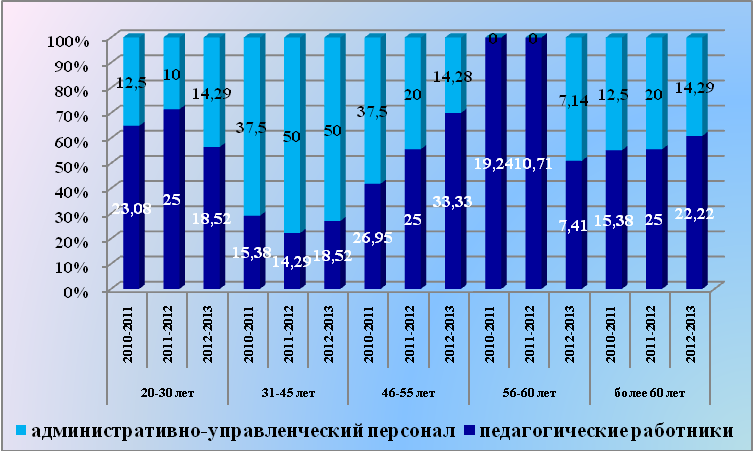 100%
90%
80%
70%
60%
50%
40%
30%
20%
10%
0%
12,5 10 14,29 37,5 50 50 37,5 20 14,28 0 0 7,14 12,5 20 14,29
23,08 25 18,52 15,38 14,29 18,52 26,95 25 33,33 19,24 10,71 7,41 15,38 25 22,22
2010-2011 2011-2012 2012-2013 2010-2011 2011-2012 2012-2013 2010-2011 2011-2012 2012-2013 2010-2011 2011-2012 2012-2013 2010-2011 2011-2012 2012-2013
20-30 лет 31-45 лет 46-55 лет 56-60 лет более 60 лет
административно-управленческий персонал педагогические работники